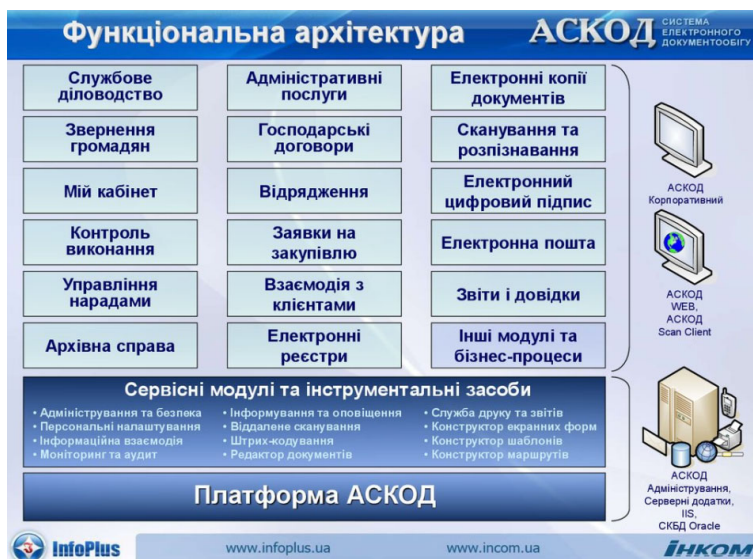 Функціональна архітектура
АСКОД
СИСТЕМА
ЕЛЕКТРОННОГО
ДОКУМЕНТООБІГУ
Службове
діловодство
Адміністративні
послуги
Електронні копії
документів
Звернення
громадян
Господарські
договори
Сканування та
розпізнавання
Мій кабінет
Відрядження
Електронний
цифровий підпис
Контроль
виконання
Заявки на
закупівлю
Електронна пошта
Управління
нарадами
Взаємодія з
клієнтами
Звіти і довідки
Архівна справа
Електронні
реєстри
Інші модулі та
бізнес-процеси
АСКОД
Корпоративний
АСКОД
WEB,
АСКОД
Scan Client
Сервісні модулі та інструментальні засоби
• Адміністрування та безпека
• Персональні налаштування
• Інформаційна взаємодія
• Моніторинг та аудит
• Інформування та оповіщення
• Віддалене сканування
• Штрих-кодування
• Редактор документів
• Служба друку та звітів
• Конструктор екранних форм
• Конструктор шаблонів
• Конструктор маршрутів
Платформа АСКОД
АСКОД
Адміністрування,
Серверні додатки,
IIS,
СКБД Oracle
InfoPlus
www.infoplus.ua
www.incom.ua
ІНКОМ